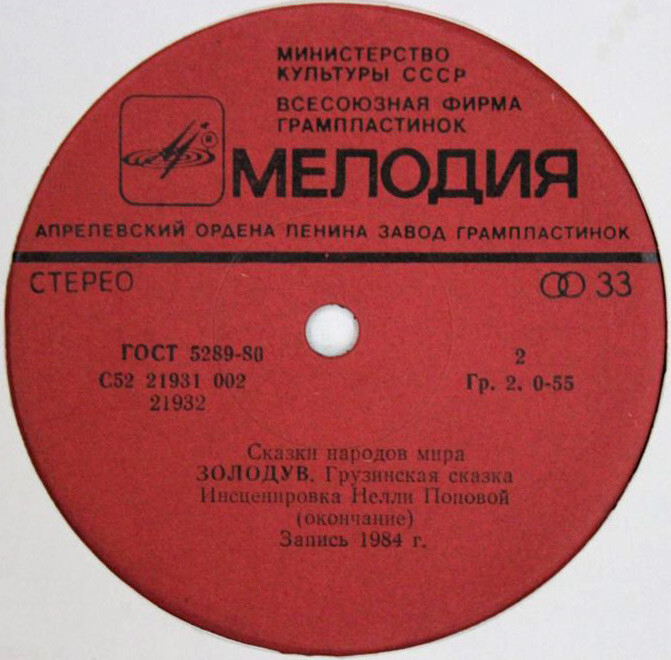 МИНИСТЕРСТВО
КУЛЬТУРЫ СССР
ВСЕСОЮЗНАЯ ФИРМА
ГРАМПЛАСТИНОК
®
МЕЛОДИЯ
АПРЕЛЕВСКИЙ ОРДЕНА ЛЕНИНА ЗАВОД ГРАМПЛАСТИНОК
СТЕРЕО 33
ГОСТ 5289-80 2
С52 21931 002 Гр. 2. 0-55
21932
Сказки народов мира
ЗОЛОДУВ. Грузинская сказка
Инсценировка Нелли Поповой
(окончание)
Запись 1984 г.